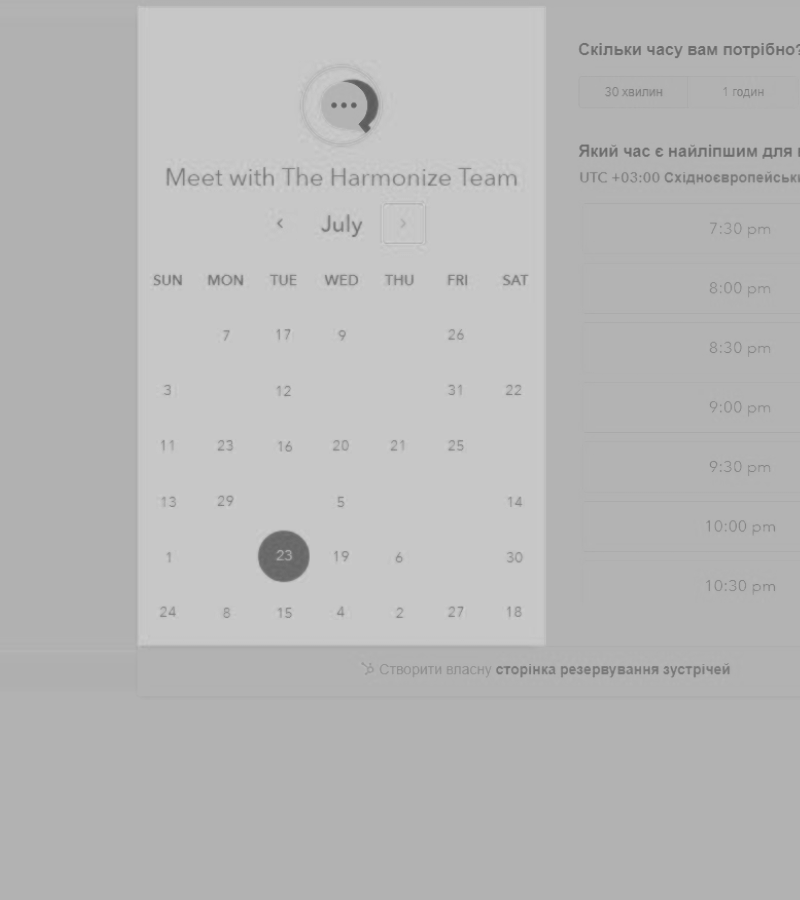 Meet with The Harmonize Team
July
SUN MON TUE WED THU FRI SAT
7 17 9 26
3 12 31 22
11 23 16 20 21 25
13 29 5 14
1 23 19 6 30
24 8 15 4 2 27 18
Скільки часу вам потрібно?
30 хвилин 1 годин
Який час є найліпшим для
UTC +03:00 Східноєвропейськ
7:30 pm
8:00 pm
8:30 pm
9:00 pm
9:30 pm
10:00 pm
10:30 pm
Створити власну сторінка резервування зустрічей